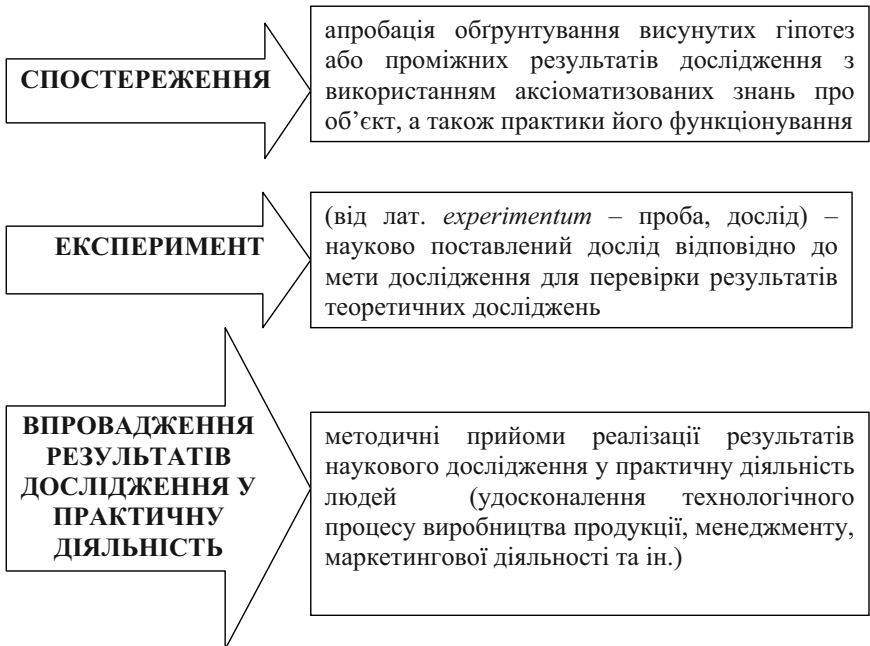 СПОСТЕРЕЖЕННЯ
апробація обґрунтування висунутих гіпотез
або проміжних результатів дослідження з
використанням аксіоматизованих знань про
об’єкт, а також практики його функціонування
ЕКСПЕРИМЕНТ
(від лат. experimentum – проба, дослід) –
науково поставлений дослід відповідно до
мети дослідження для перевірки результатів
теоретичних досліджень
ВПРОВАДЖЕННЯ
РЕЗУЛЬТАТІВ
ДОСЛІДЖЕННЯ У
ПРАКТИЧНУ
ДІЯЛЬНІСТЬ
методичні прийоми реалізації результатів
наукового дослідження у практичну діяльність
людей (удосконалення технологічного
процесу виробництва продукції, менеджменту,
маркетингової діяльності та ін.)